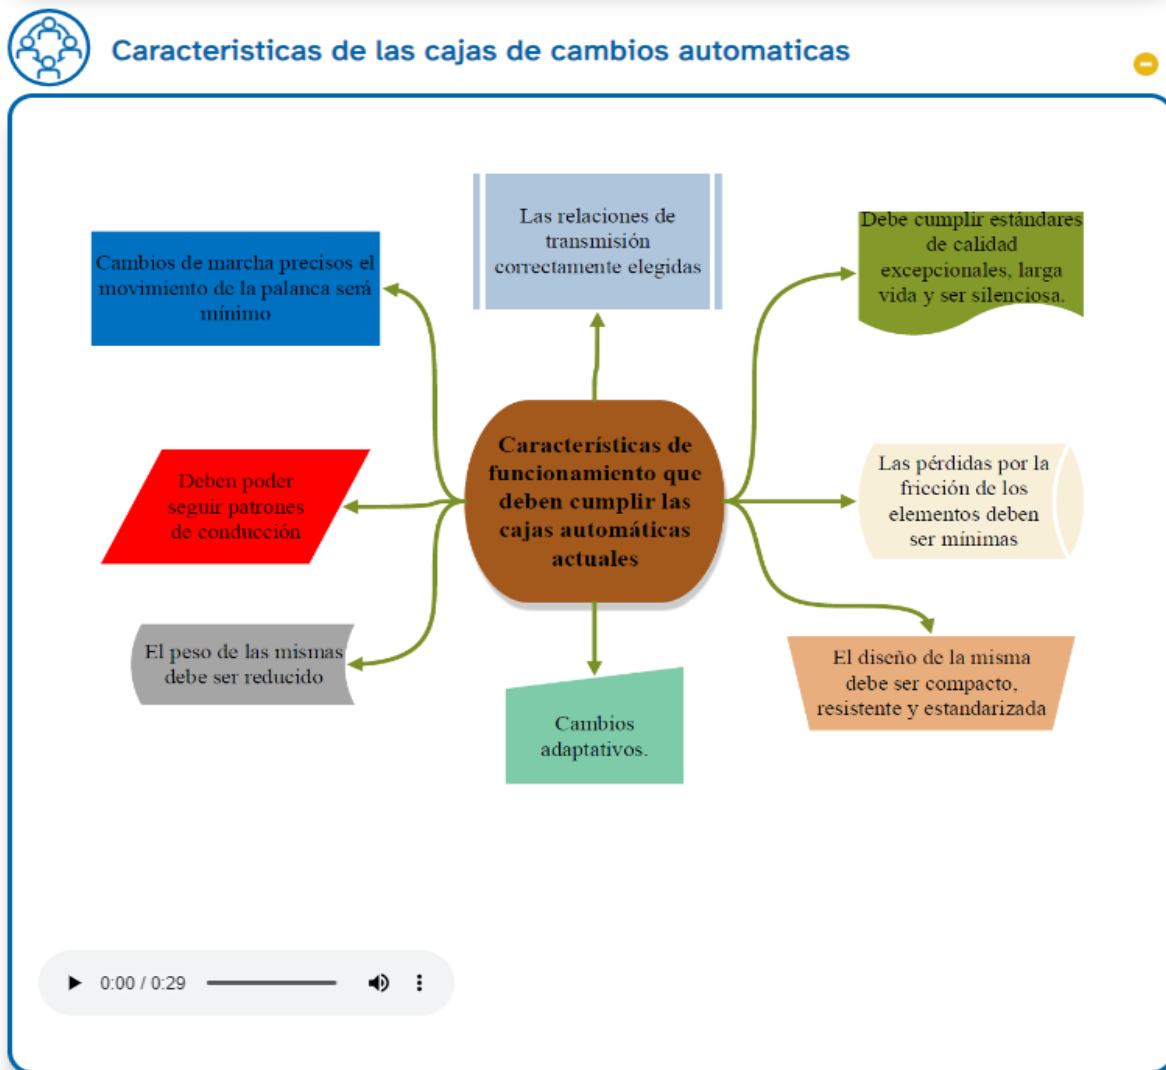 Caracteristicas de las cajas de cambios automaticas
Las relaciones de
transmisión
correctamente elegidas
Debe cumplir estándares
de calidad
excepcionales, larga
vida y ser silenciosa.
Cambios de marcha precisos el
movimiento de la palanca será
mínimo
Características de
funcionamiento que
deben cumplir las
cajas automáticas
actuales
Deben poder
seguir patrones
de conducción
Las pérdidas por la
fricción de los
elementos deben
ser mínimas
El peso de las mismas
debe ser reducido
El diseño de la misma
debe ser compacto,
resistente y estandarizada
Cambios
adaptativos.
0:00 / 0:29